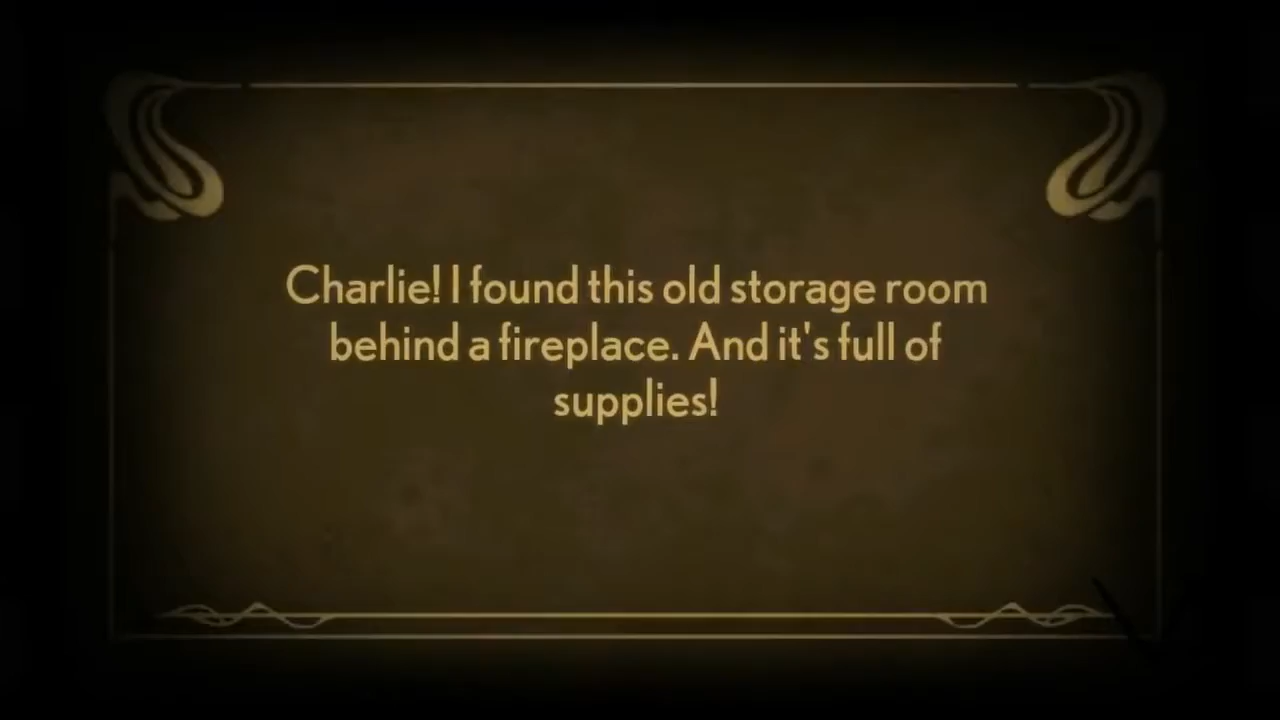 Charlie! I found this old storage room
behind a fireplace. And it's full of
supplies!